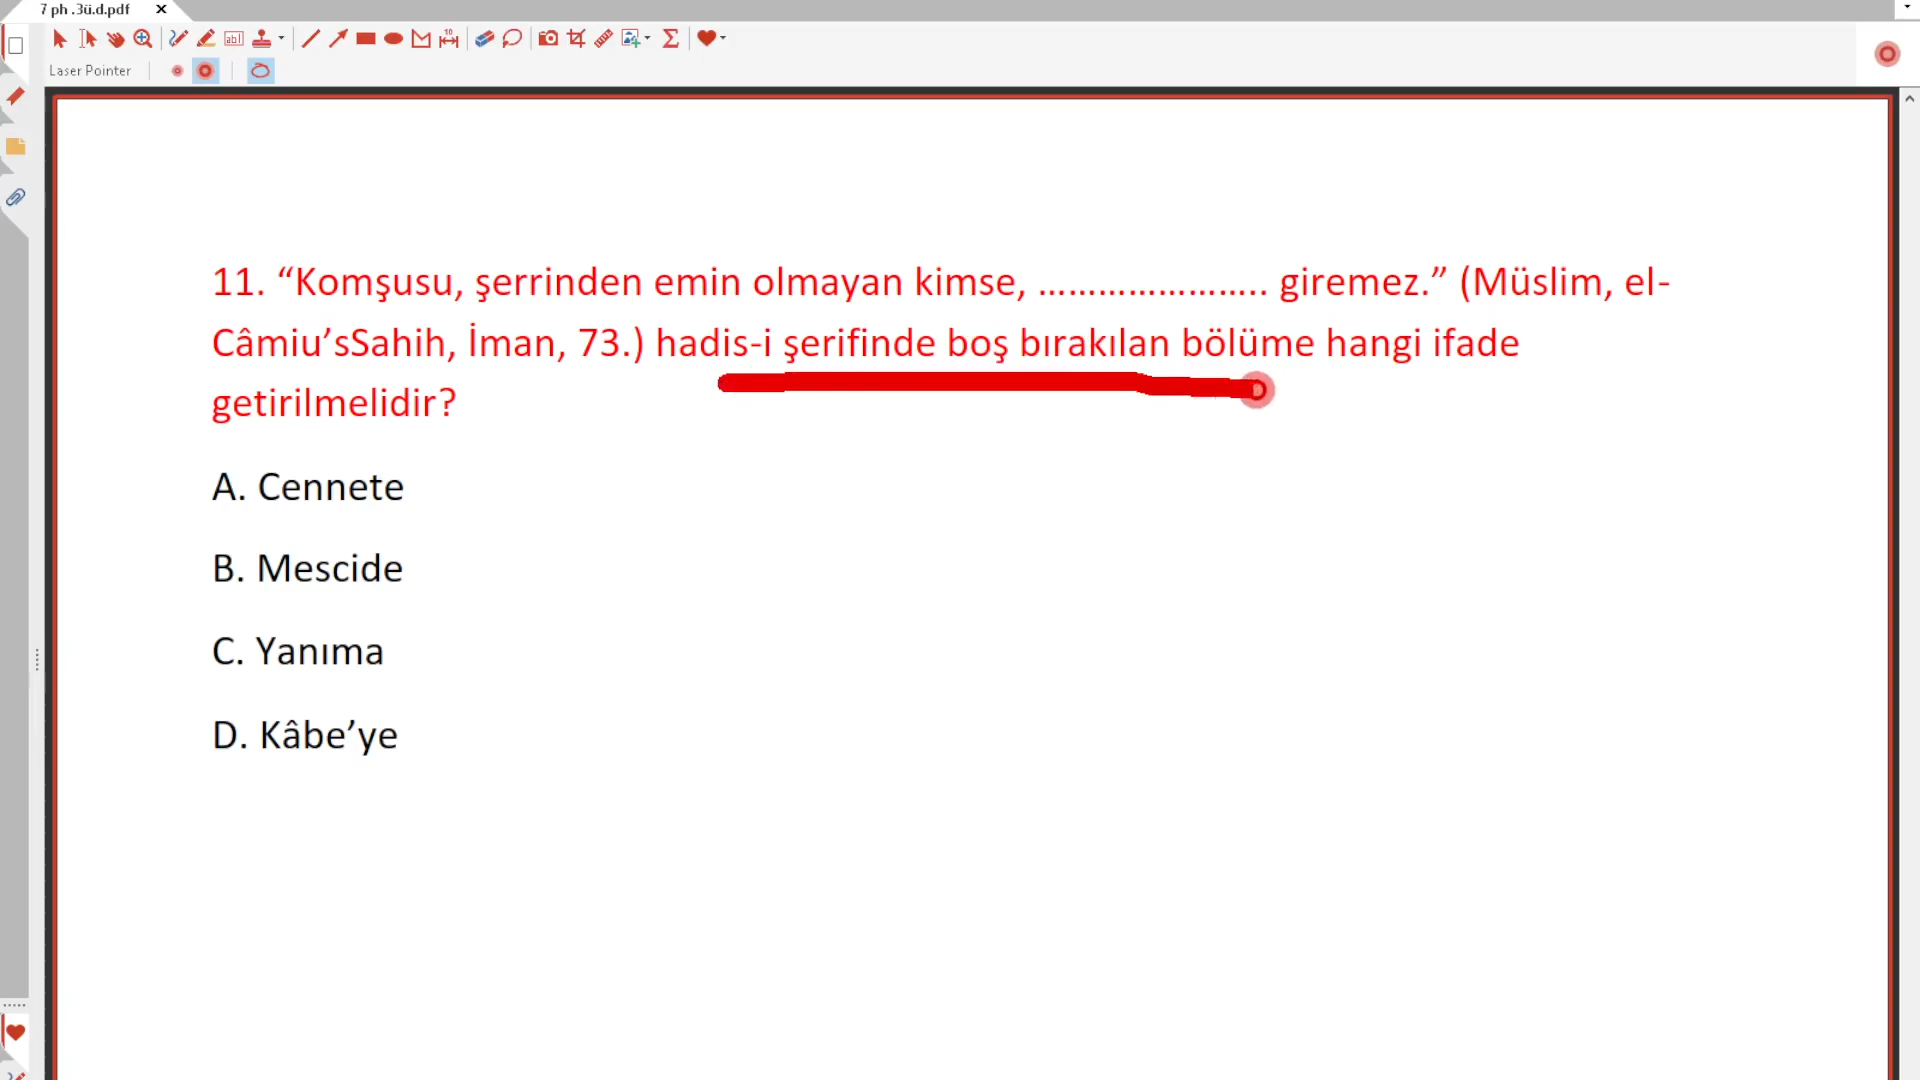 7 ph .3ü.d.pdf
Laser Pointer
11. “Komşusu, şerrinden emin olmayan kimse, ………………….. giremez.” (Müslim, el-
Câmiu’sSahih, İman, 73.) hadis-i şerifinde boş bırakılan bölüme hangi ifade
getirilmelidir?
A. Cennete
B. Mescide
C. Yanıma
D. Kâbe’ye